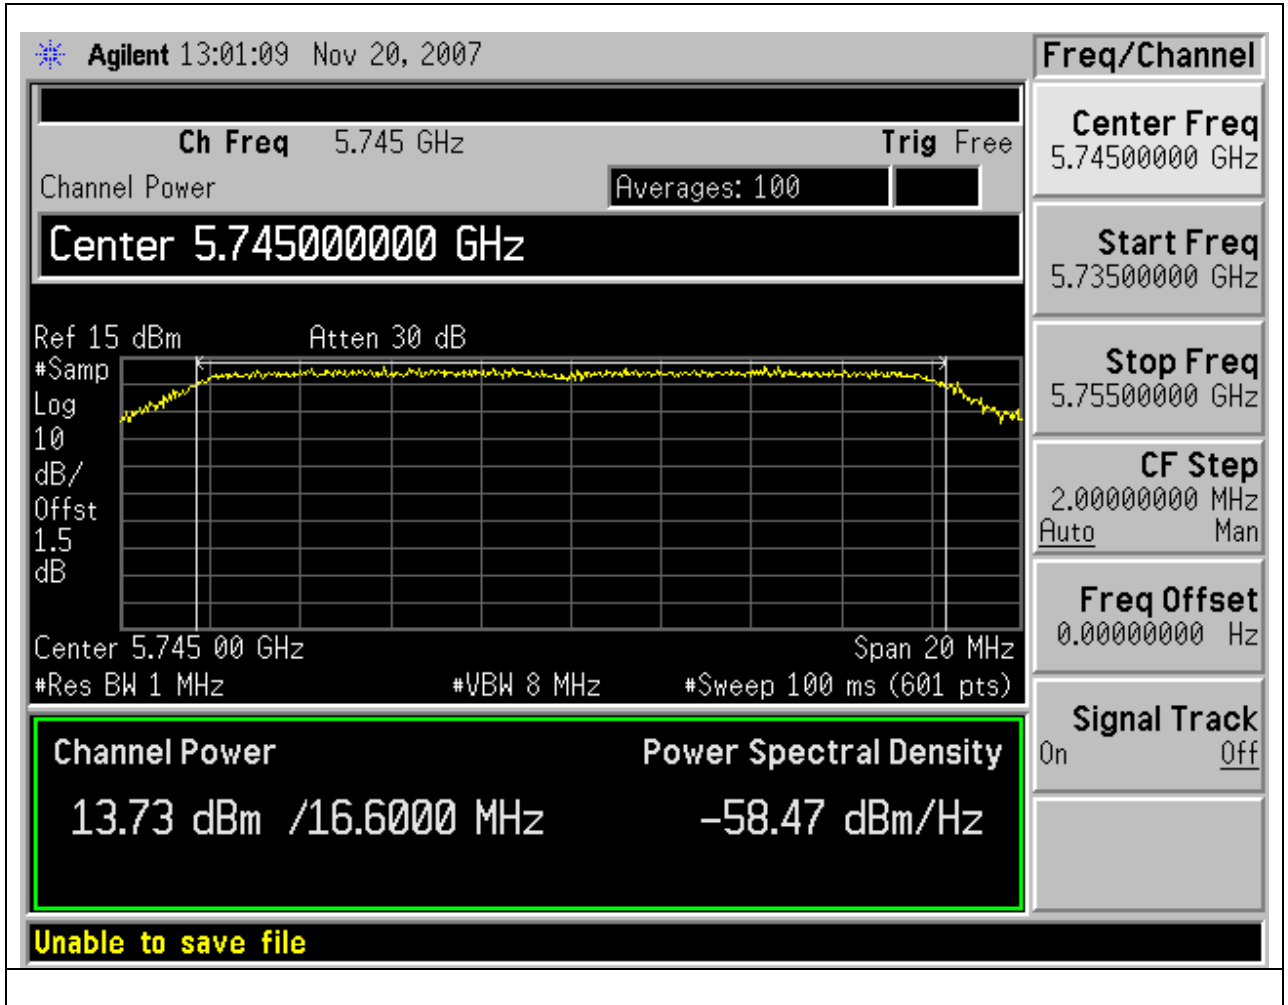 Agilent 13:01:09 Nov 20, 2007
Ch Freq 5.745 GHz Trig Free
Channel Power Averages: 100
Center 5.745000000 GHz
Ref 15 dBm Atten 30 dB
#Samp
Log
10
dB/
Offst
1.5
dB
Center 5.745 00 GHz Span 20 MHz
#Res BW 1 MHz #VBW 8 MHz #Sweep 100 ms (601 pts)
Channel Power Power Spectral Density
13.73 dBm /16.6000 MHz -58.47 dBm/Hz
Unable to save file
Freq/Channel
Center Freq
5.74500000 GHz
Start Freq
5.73500000 GHz
Stop Freq
5.75500000 GHz
CF Step
2.00000000 MHz
Auto Man
Freq Offset
0.00000000 Hz
Signal Track
On Off